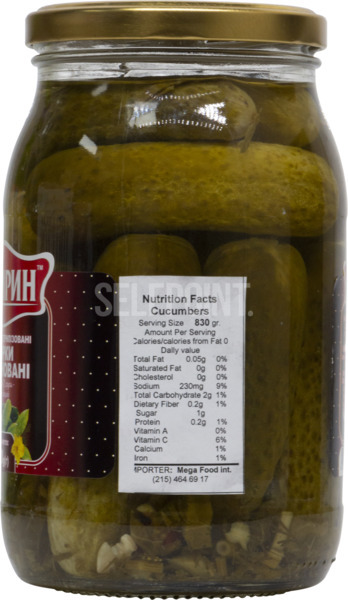 РИН™
SELFPOINT.
ОВАНІ
Nutrition Facts
Cucumbers
Serving Size 830 gr.
Amount Per Serving
Calories/calories from Fat 0
Daily value
Total Fat 0.05g 0%
Saturated Fat 0g 0%
Cholesterol 0g 0%
Sodium 230mg 9%
Total Carbohydrate 2g 1%
Dietary Fiber 0.2g 1%
Sugar 1g
Protein 0.2g 1%
Vitamin A 0%
Vitamin C 6%
Calcium 1%
Iron 1%
IMPORTER: Mega Food int.
(215) 464 69 17